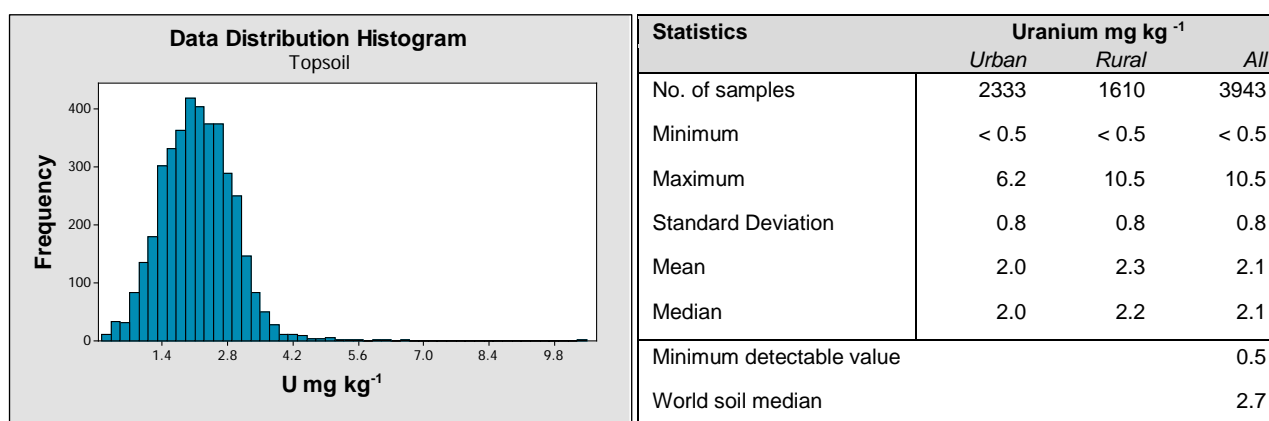 Data Distribution Histogram
Topsoil
Frequency
400
300
200
100
0
1.4 2.8 4.2 5.6 7.0 8.4 9.8
U mg kg-1
Statistics Uranium mg kg -1
Urban Rural All
No. of samples 2333 1610 3943
Minimum < 0.5 < 0.5 < 0.5
Maximum 6.2 10.5 10.5
Standard Deviation 0.8 0.8 0.8
Mean 2.0 2.3 2.1
Median 2.0 2.2 2.1
Minimum detectable value 0.5
World soil median 2.7